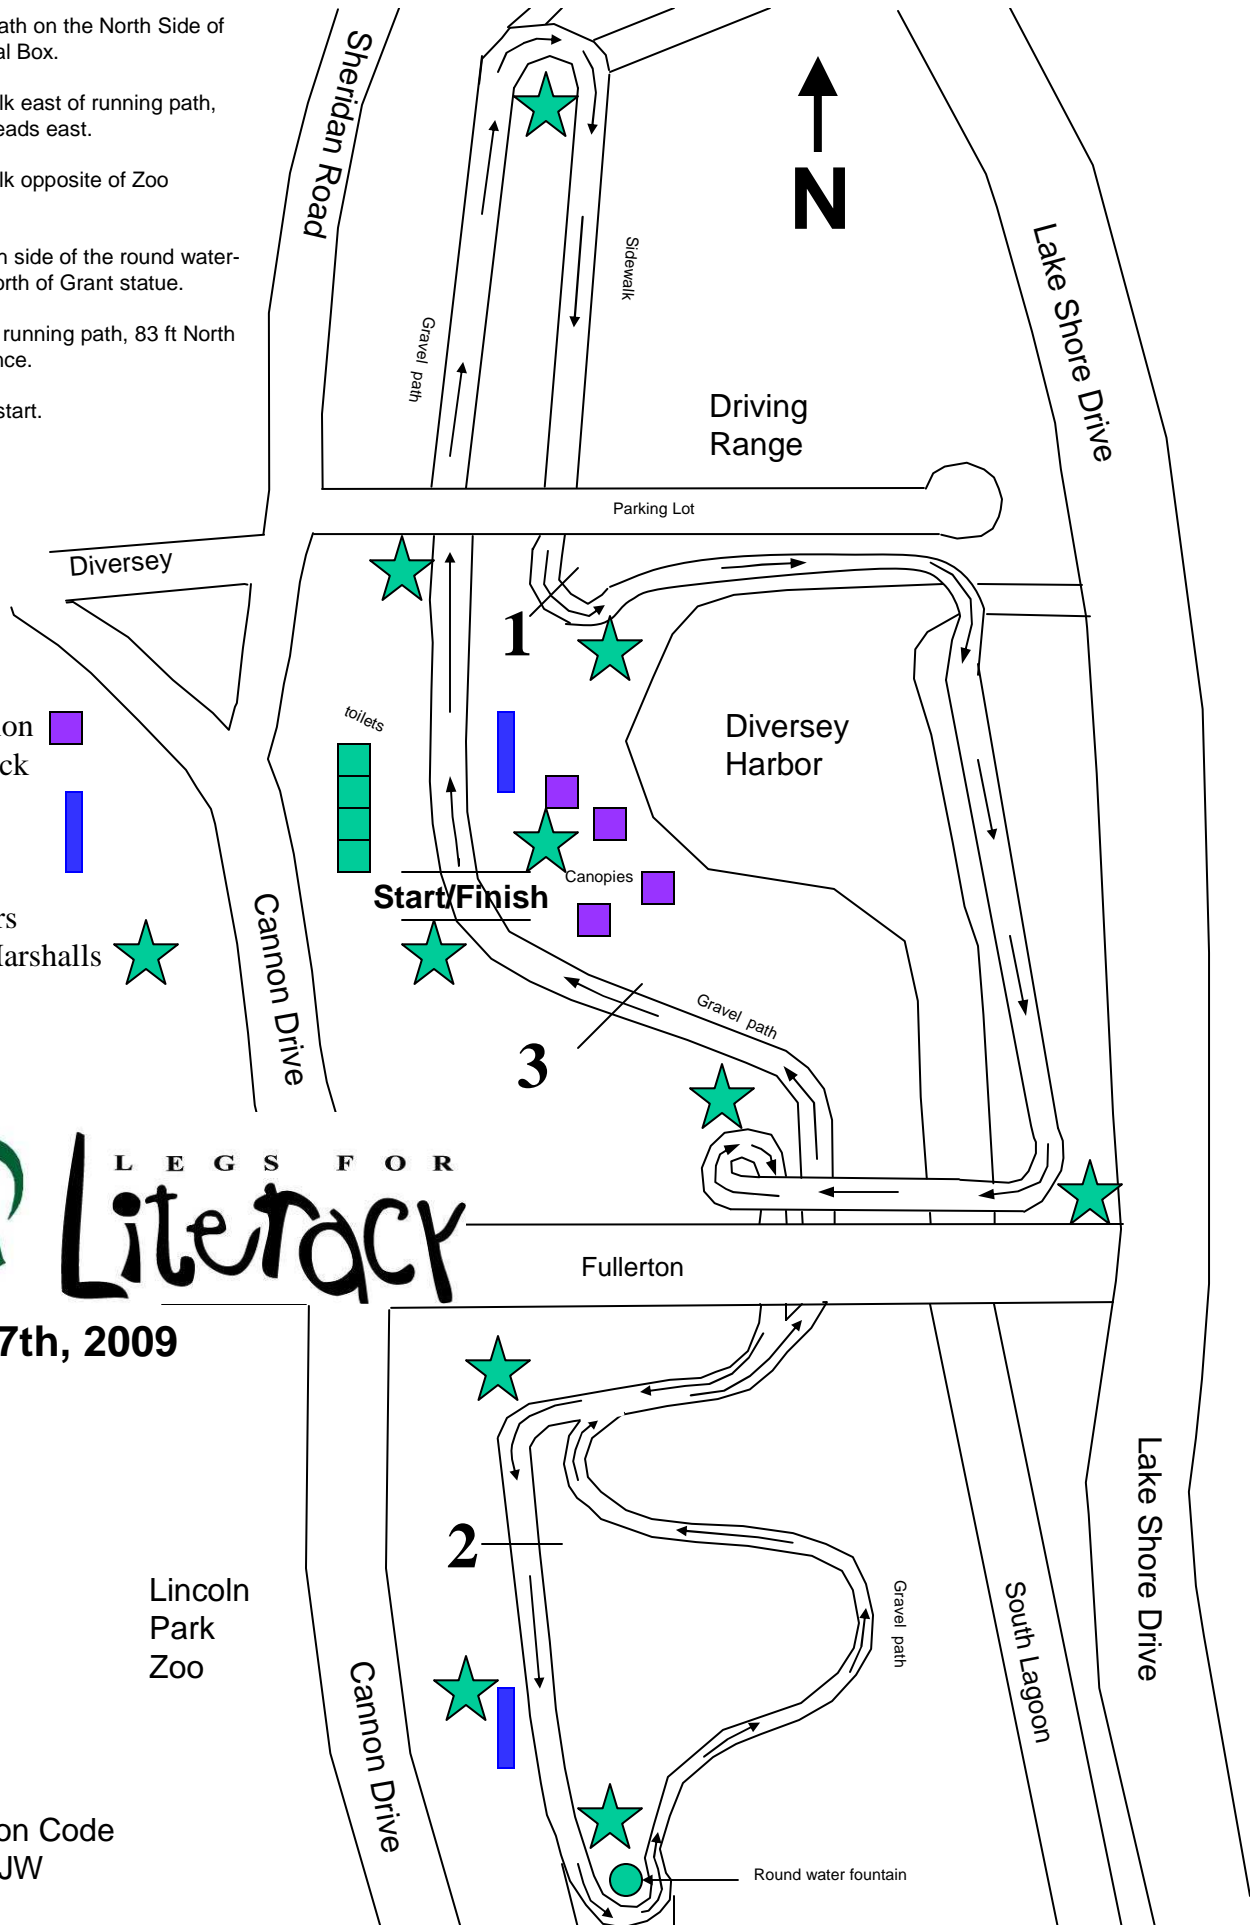 ath on the North Side of
al Box.
lk east of running path,
eads east.
lk opposite of Zoo
n side of the round water-
orth of Grant statue.
running path, 83 ft North
nce.
start.
Sheridan Road
N
Sidewalk
Gravel path
Lake Shore Drive
Driving
Range
Parking Lot
Diversey
1
toilets
Diversey
Harbor
ion
ck
Canopies
Start/Finish
rs
Marshalls
Cannon Drive
Gravel path
3
LEGS FOR
Literacy
Fullerton
7th, 2009
2
Lake Shore Drive
Lincoln
Park
Zoo
Gravel path
South Lagoon
Cannon Drive
on Code
JW
Round water fountain